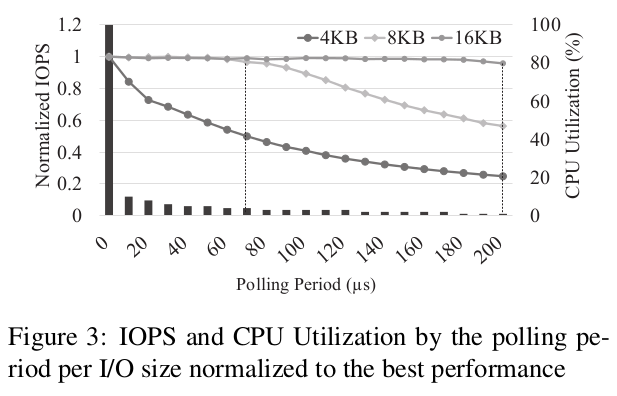 1.2
1
0.8
0.6
0.4
0.2
0
Normalized IOPS
4KB 8KB 16KB
100
80
60
40
20
0
CPU Utilization (%)
0 20 40 60 80 100 120 140 160 180 200
Polling Period (µs)
Figure 3: IOPS and CPU Utilization by the polling pe-
riod per I/O size normalized to the best performance